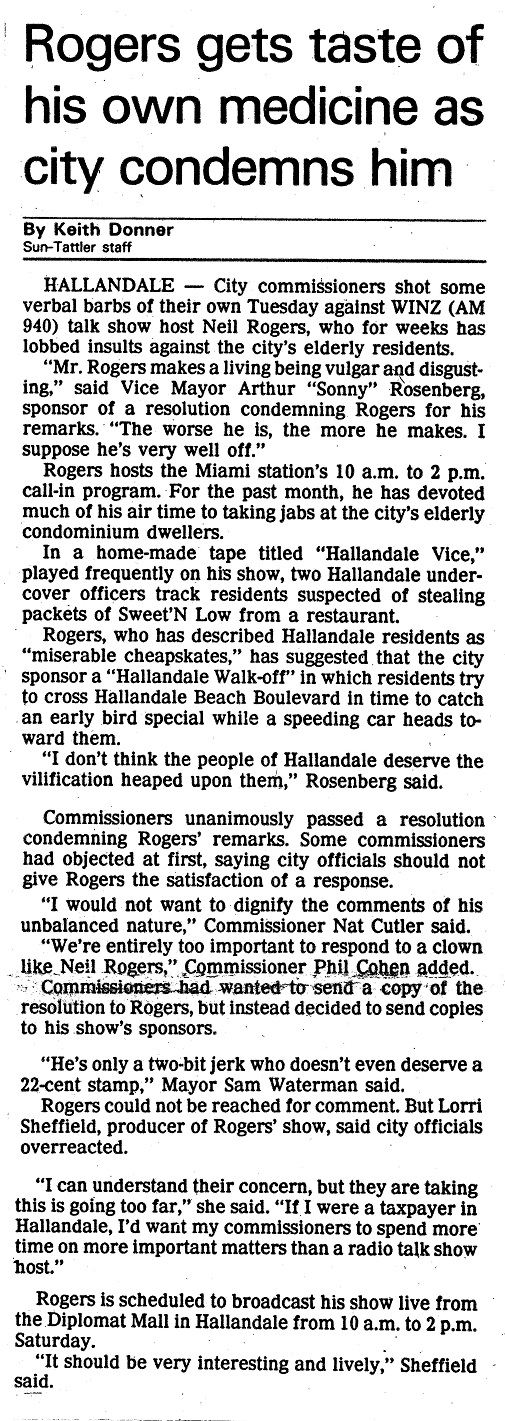 Rogers gets taste of
his own medicine as
city condemns him
By Keith Donner
Sun-Tattler staff
HALLANDALE — City commissioners shot some
verbal barbs of their own Tuesday against WINZ (AM
940) talk show host Neil Rogers, who for weeks has
lobbed insults against the city's elderly residents.
"Mr. Rogers makes a living being vulgar and disgust-
ing," said Vice Mayor Arthur "Sonny" Rosenberg,
sponsor of a resolution condemning Rogers for his
remarks. "The worse he is, the more he makes. I
suppose he's very well off."
Rogers hosts the Miami station's 10 a.m. to 2 p.m.
call-in program. For the past month, he has devoted
much of his air time to taking jabs at the city's elderly
condominium dwellers.
In a home-made tape titled "Hallandale Vice,"
played frequently on his show, two Hallandale under-
cover officers track residents suspected of stealing
packets of Sweet'N Low from a restaurant.
Rogers, who has described Hallandale residents as
"miserable cheapskates," has suggested that the city
sponsor a "Hallandale Walk-off" in which residents try
to cross Hallandale Beach Boulevard in time to catch
an early bird special while a speeding car heads to-
ward them.
"I don't think the people of Hallandale deserve the
vilification heaped upon them," Rosenberg said.
Commissioners unanimously passed a resolution
condemning Rogers' remarks. Some commissioners
had objected at first, saying city officials should not
give Rogers the satisfaction of a response.
"I would not want to dignify the comments of his
unbalanced nature," Commissioner Nat Cutler said.
"We're entirely too important to respond to a clown
like Neil Rogers," Commissioner Phil Cohen added.
Commissioners had wanted to send a copy of the
resolution to Rogers, but instead decided to send copies
to his show's sponsors.
"He's only a two-bit jerk who doesn't even deserve a
22-cent stamp," Mayor Sam Waterman said.
Rogers could not be reached for comment. But Lorri
Sheffield, producer of Rogers' show, said city officials
overreacted.
"I can understand their concern, but they are taking
this is going too far," she said. "If I were a taxpayer in
Hallandale, I'd want my commissioners to spend more
time on more important matters than a radio talk show
host."
Rogers is scheduled to broadcast his show live from
the Diplomat Mall in Hallandale from 10 a.m. to 2 p.m.
Saturday.
"It should be very interesting and lively," Sheffield
said.